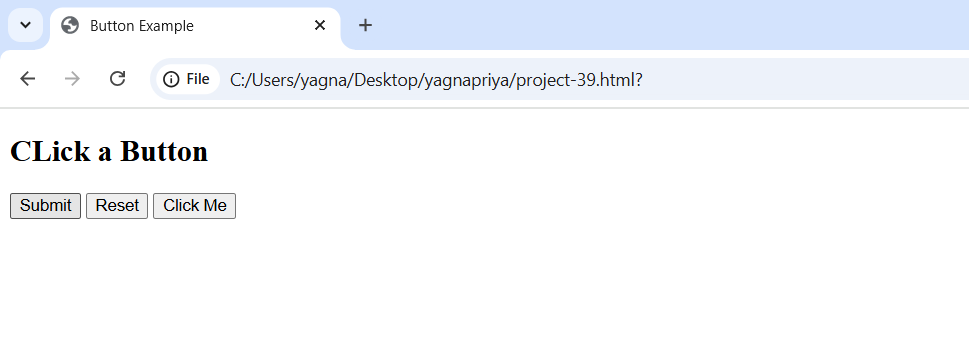 Button Example
File C:/Users/yagna/Desktop/yagnapriya/project-39.html?
CLick a Button
Submit Reset Click Me